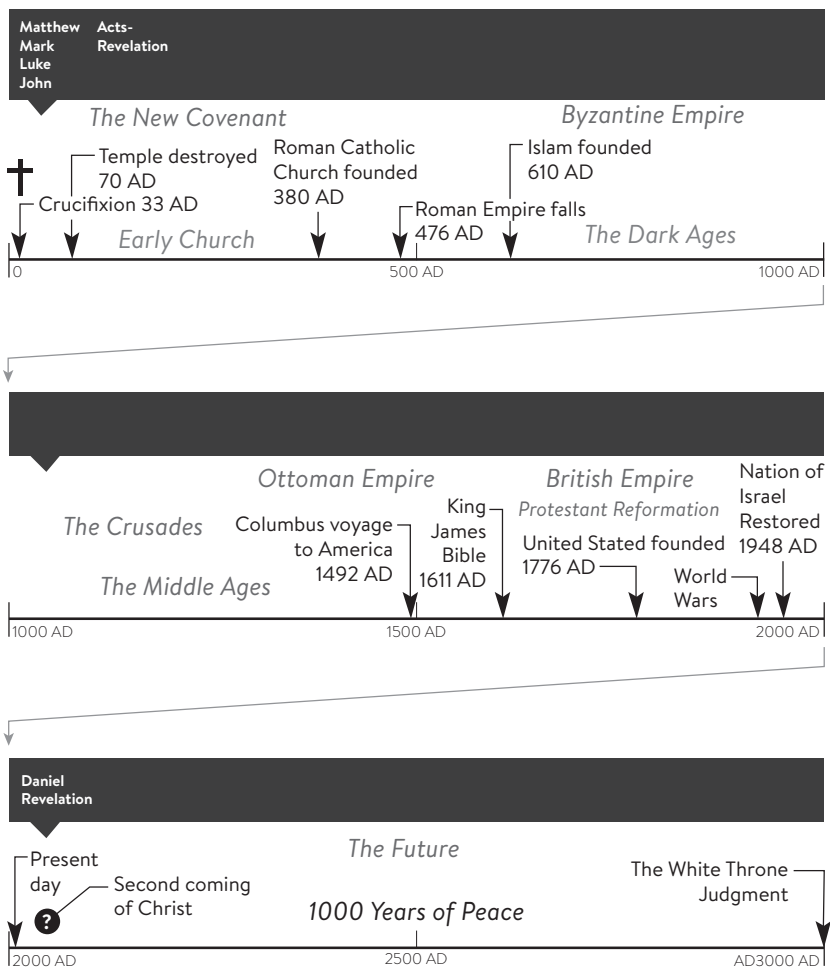 Matthew
Mark
Luke
John
Acts-
Revelation
The New Covenant
Byzantine Empire
Temple destroyed
70 AD
Roman Catholic
Church founded
380 AD
Islam founded
610 AD
Crucifixion 33 AD
Roman Empire falls
476 AD
Early Church
The Dark Ages
0
500 AD
1000 AD
Ottoman Empire
British Empire
Protestant Reformation
Nation of
Israel
Restored
1948 AD
The Crusades
Columbus voyage
to America
1492 AD
King
James
Bible
1611 AD
United Stated founded
1776 AD
World
Wars
The Middle Ages
1000 AD
1500 AD
2000 AD
Daniel
Revelation
The Future
Present
day
?
Second coming
of Christ
1000 Years of Peace
The White Throne
Judgment
2000 AD
2500 AD
AD3000 AD